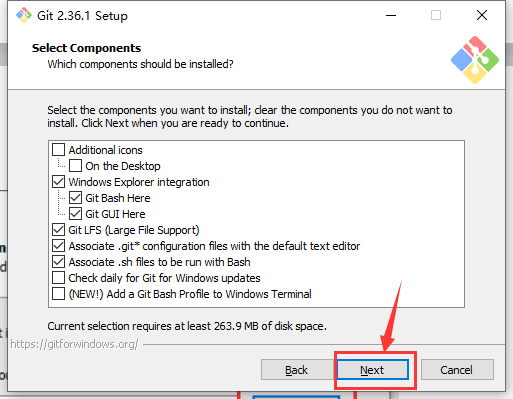 Git 2.36.1 Setup
Select Components
Which components should be installed?
Select the components you want to install; clear the components you do not want to
install. Click Next when you are ready to continue.
Additional icons
On the Desktop
Windows Explorer integration
Git Bash Here
Git GUI Here
Git LFS (Large File Support)
Associate .git* configuration files with the default text editor
Associate .sh files to be run with Bash
Check daily for Git for Windows updates
(NEW!) Add a Git Bash Profile to Windows Terminal
Current selection requires at least 263.9 MB of disk space.
https://gitforwindows.org/
Back
Next
Cancel